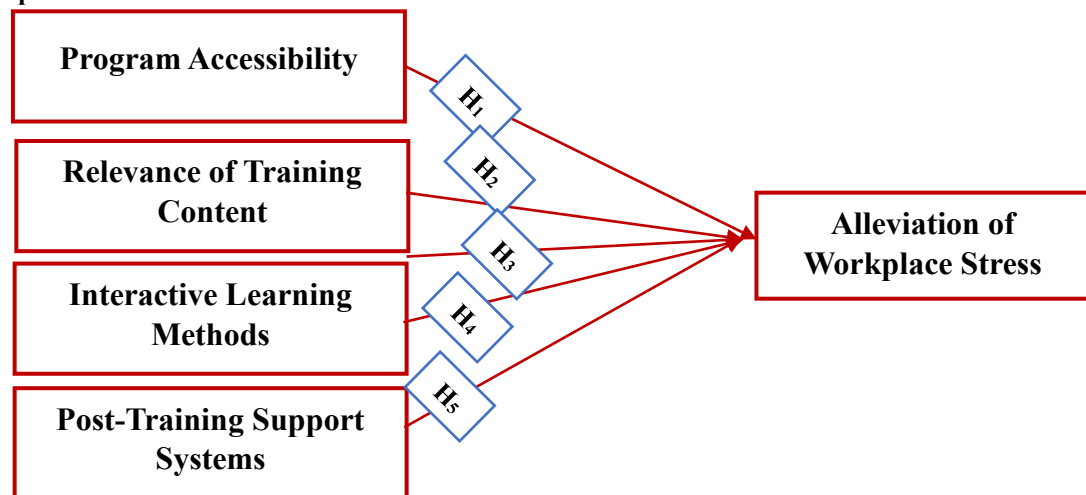 Program Accessibility
H₁
Relevance of Training
Content
H₂
H₃
Alleviation of
Workplace Stress
Interactive Learning
Methods
H₄
Post-Training Support
Systems
H₅